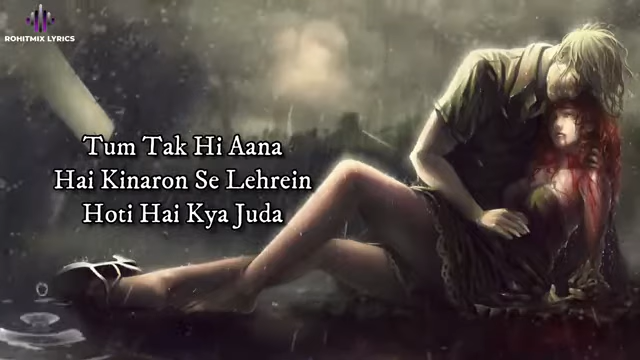 ROHITMIX LYRICS
Tum Tak Hi Aana
Hai Kinaron Se Lehrein
Hoti Hai Kya Juda